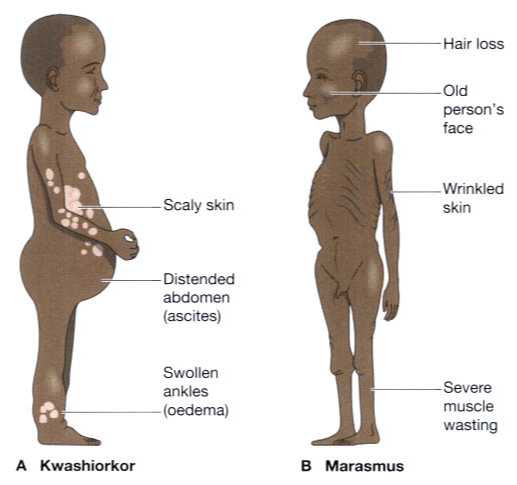 Hair loss
Old
person's
face
Scaly skin
Wrinkled
skin
Distended
abdomen
(ascites)
Swollen
ankles
(oedema)
Severe
muscle
wasting
A Kwashiorkor
B Marasmus